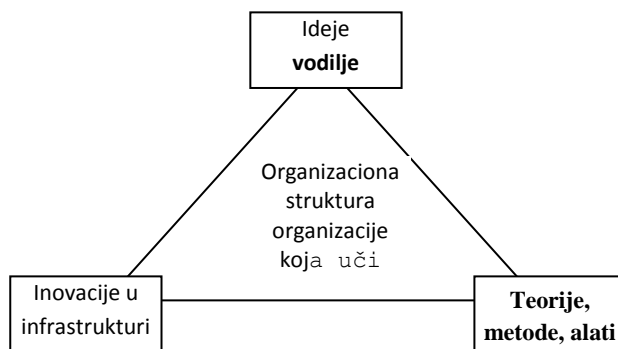 Ideje
vodilje
Organizaciona
struktura
organizacije
koja uči
Inovacije u
infrastrukturi
Teorije,
metode, alati